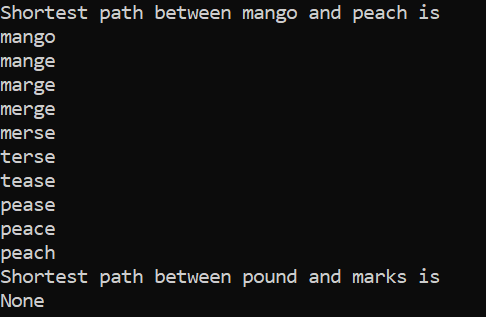 Shortest path between mango and peach is
mango
mange
marge
merge
merse
terse
tease
pease
peace
peach
Shortest path between pound and marks is
None